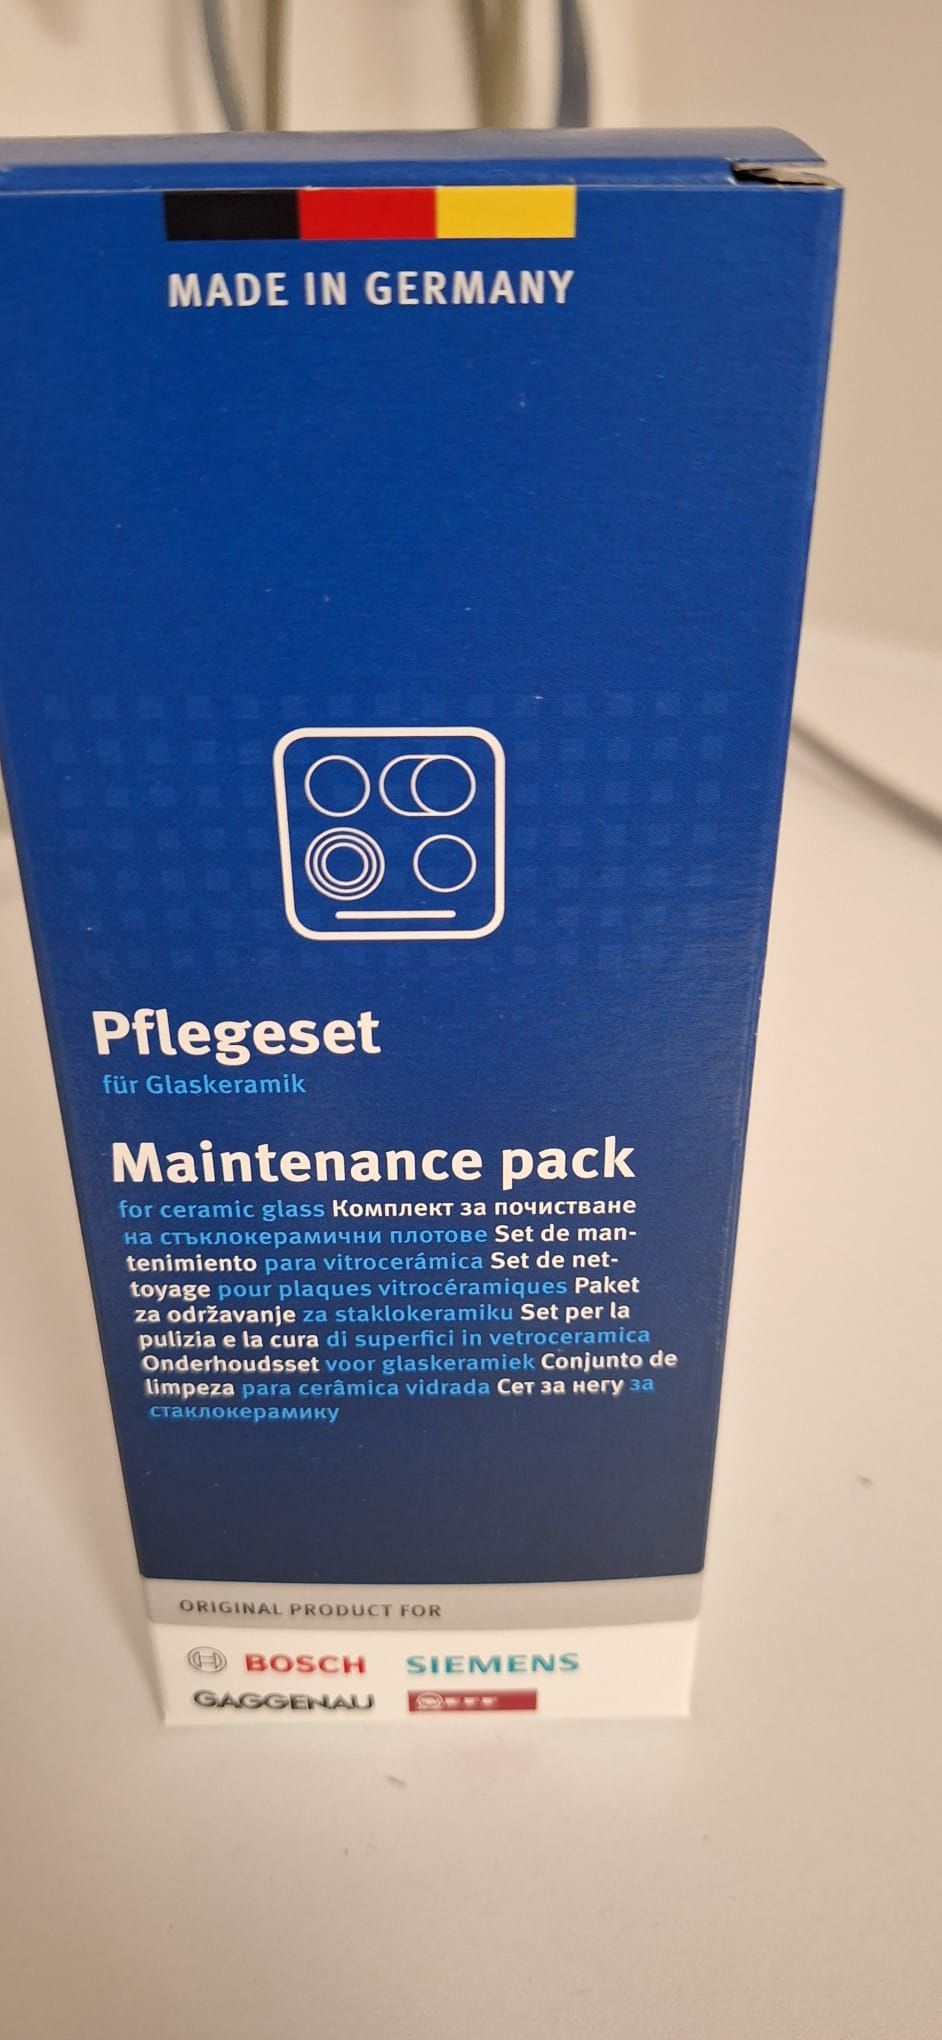 MADE IN GERMANY
Pflegeset
für Glaskeramik
Maintenance pack
for ceramic glass Комплект за почистване
на стъклокерамични плотове Set de man-
tenimiento para vitrocerámica Set de net-
toyage pour plaques vitrocéramiques Paket
za održavanje za staklokeramiku Set per la
pulizia e la cura di superfici in vetroceramica
Onderhoudsset voor glaskeramiek Conjunto de
limpeza para cerâmica vidrada Сет за негу за
стаклокерамику
ORIGINAL PRODUCT FOR
BOSCH SIEMENS
GAGGENAU